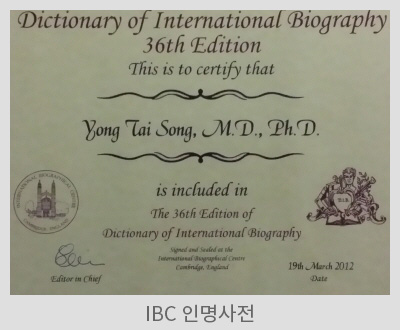 Dictionary of International Biography
36th Edition
This is to certify that
Yong Tai Song, M.D., Ph.D.
is included in
The 36th Edition of
Dictionary of International Biography
Signed and Sealed at the
International Biographical Centre
Cambridge, England
Editor in Chief
19th March 2012
Date
IBC 인명사전